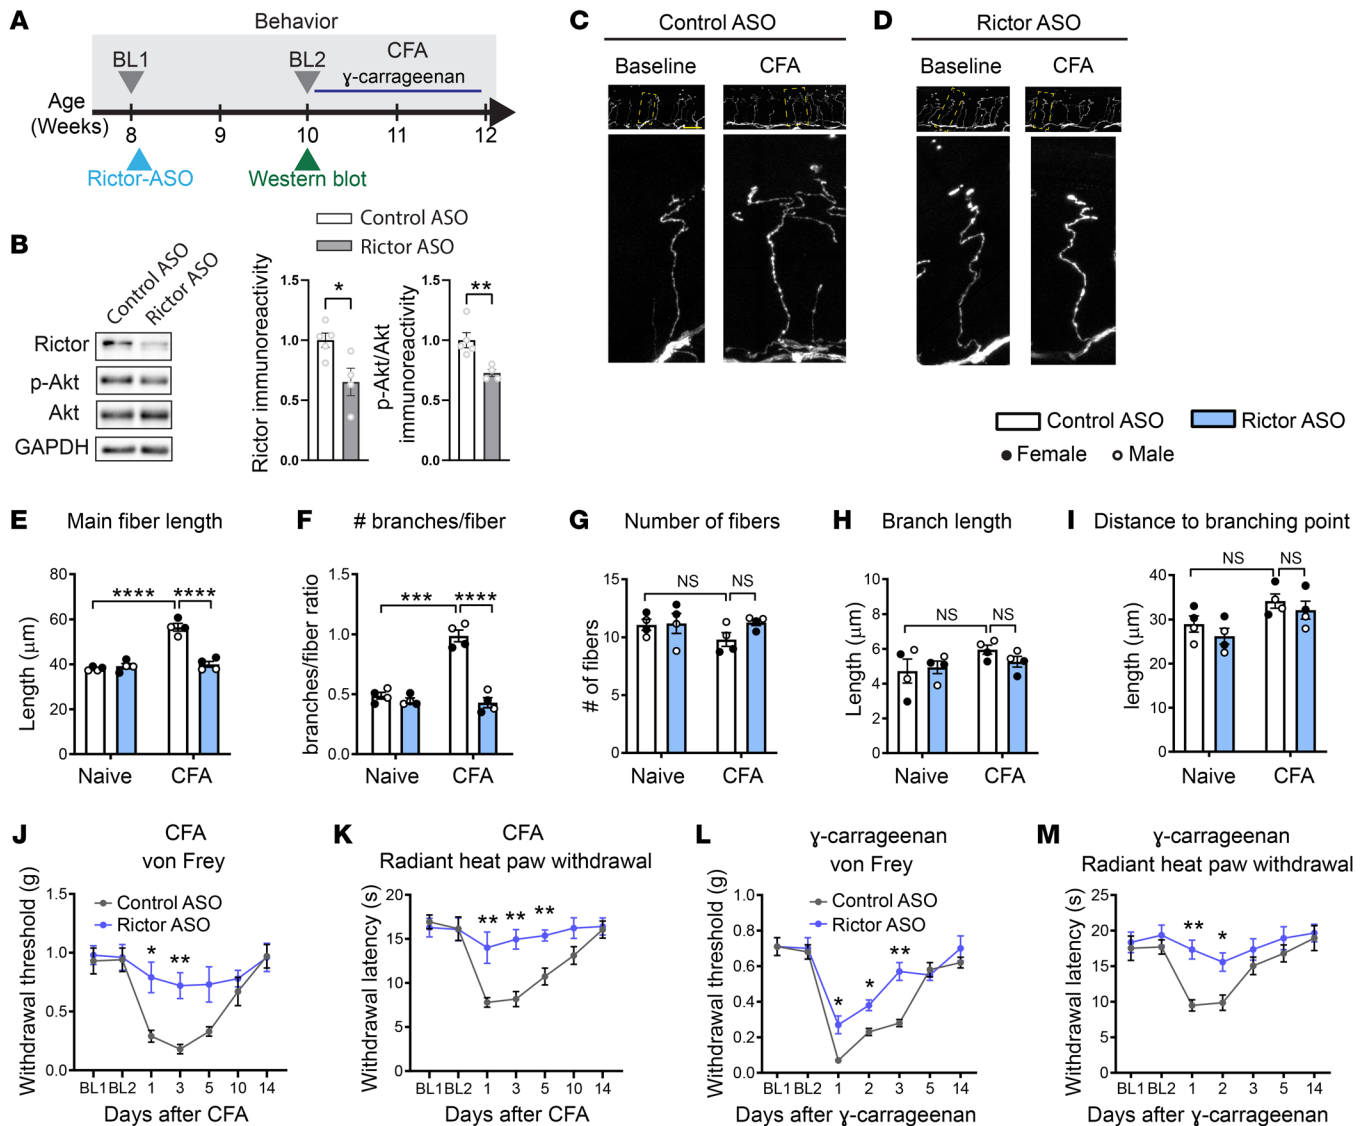 A
Behavior
BL1
BL2
CFA
ɣ-carrageenan
Age
(Weeks)
8
9
10
11
12
Rictor-ASO
Western blot
B
Control ASO
Rictor ASO
Rictor
p-Akt
Akt
GAPDH
Control ASO
Rictor ASO
Rictor immunoreactivity
1.5
1.0
0.5
0.0
*
p-Akt/Akt
immunoreactivity
1.5
1.0
0.5
0.0
**
C
Control ASO
Baseline
CFA
D
Rictor ASO
Baseline
CFA
Control ASO
Rictor ASO
Female
Male
E
Main fiber length
Length (μm)
80
60
40
20
0
****
****
Naive
CFA
F
# branches/fiber
branches/fiber ratio
1.5
1.0
0.5
0.0
***
****
Naive
CFA
G
Number of fibers
# of fibers
15
10
5
0
NS
NS
Naive
CFA
H
Branch length
Length (μm)
10
8
6
4
2
0
NS
NS
Naive
CFA
I
Distance to branching point
length (μm)
40
30
20
10
0
NS
NS
Naive
CFA
J
CFA
von Frey
Withdrawal threshold (g)
1.5
1.0
0.5
0.0
Control ASO
Rictor ASO
*
**
BL1 BL2 1 3 5 10 14
Days after CFA
K
CFA
Radiant heat paw withdrawal
Withdrawal latency (s)
20
15
10
5
0
** ** **
BL1 BL2 1 3 5 10 14
Days after CFA
L
ɣ-carrageenan
von Frey
Withdrawal threshold (g)
1.0
0.8
0.6
0.4
0.2
0.0
Control ASO
Rictor ASO
*
*
**
BL1 BL2 1 2 3 5 14
Days after ɣ-carrageenan
M
ɣ-carrageenan
Radiant heat paw withdrawal
Withdrawal latency (s)
25
20
15
10
5
0
**
*
BL1 BL2 1 2 3 5 14
Days after ɣ-carrageenan